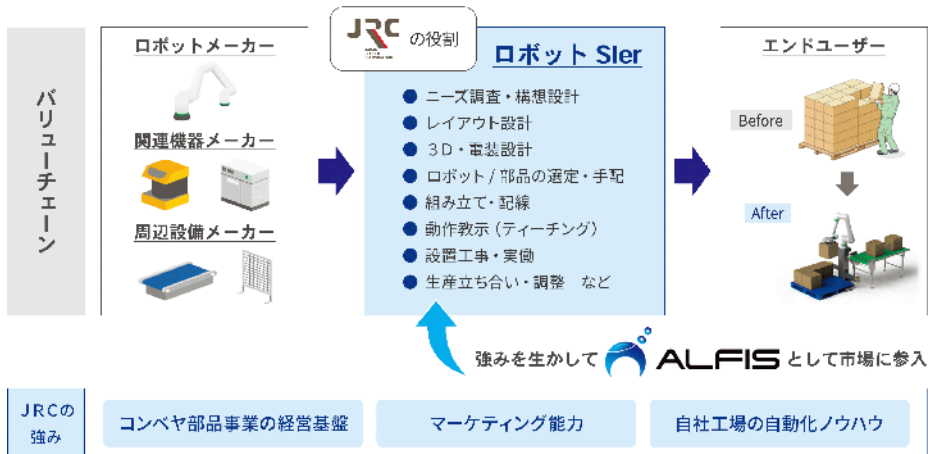 バリューチェーン
ロボットメーカー
関連機器メーカー
周辺設備メーカー
JRC の役割
ロボット SIer
● ニーズ調査・構想設計
● レイアウト設計
● 3D・電装設計
● ロボット / 部品の選定・手配
● 組み立て・配線
● 動作教示（ティーチング）
● 設置工事・実働
● 生産立ち合い・調整 など
エンドユーザー
Before
After
強みを生かして ALFIS として市場に参入
JRCの
強み
コンベヤ部品事業の経営基盤
マーケティング能力
自社工場の自動化ノウハウ